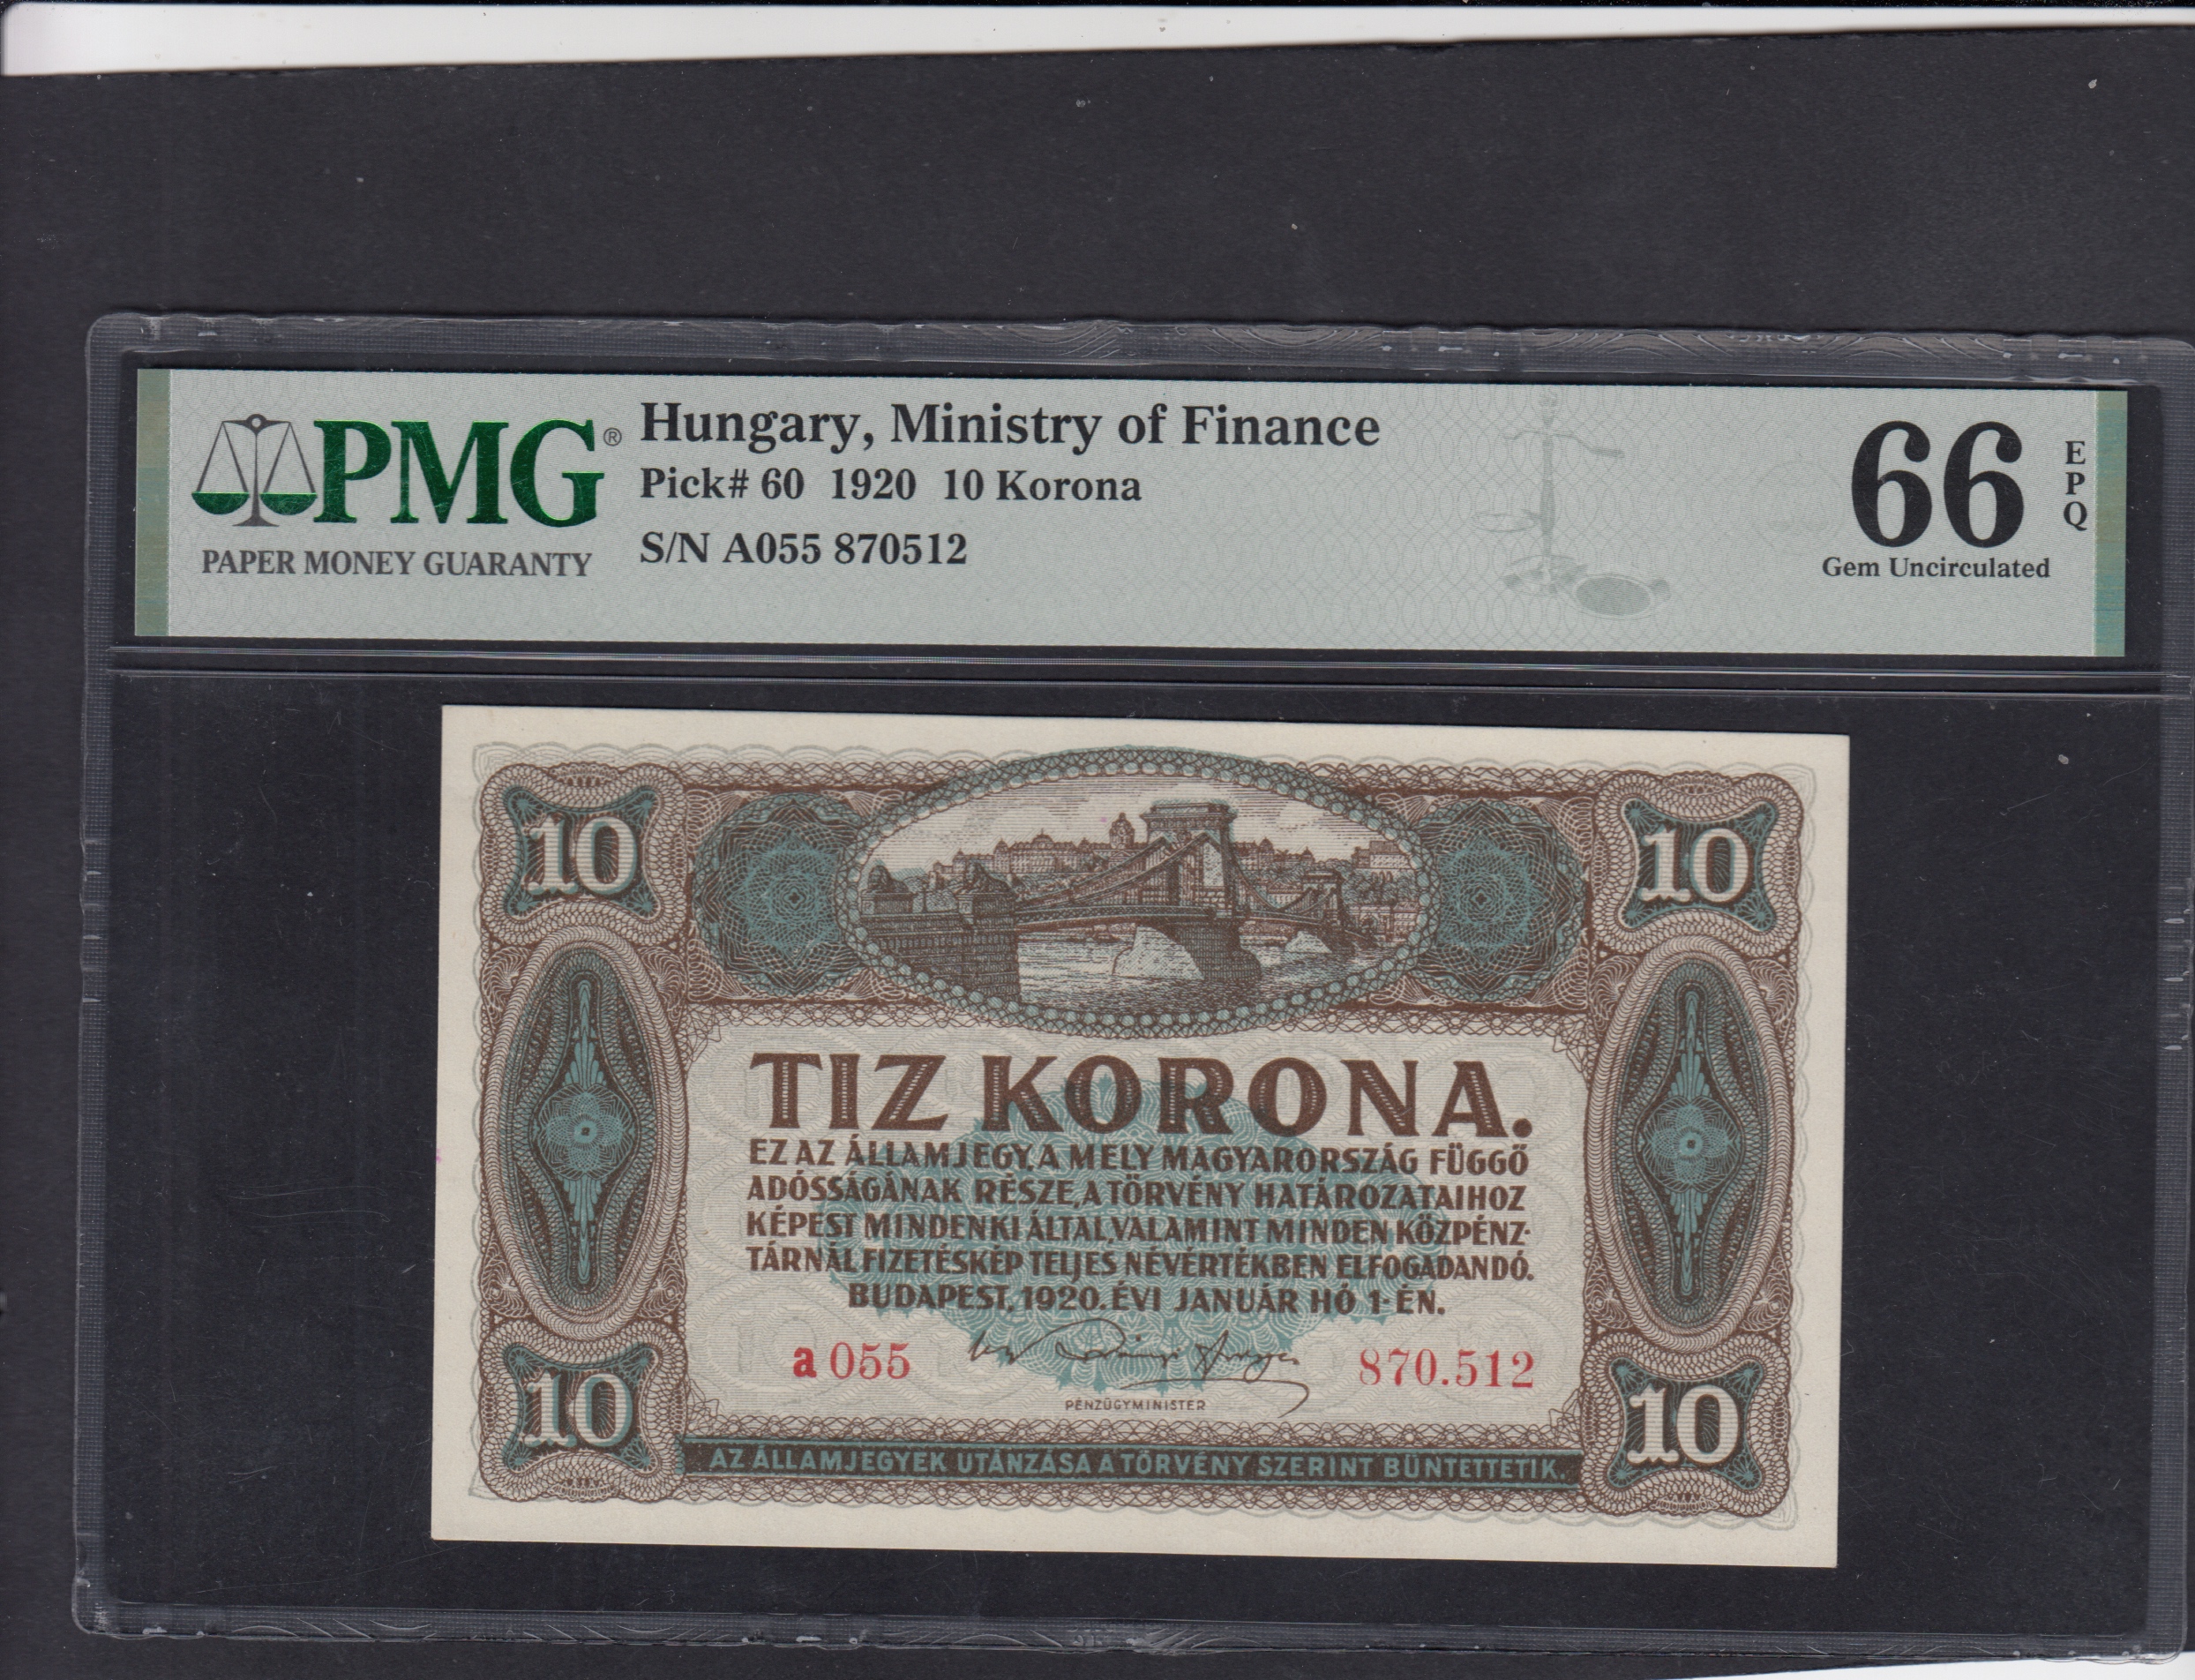 PMG®
PAPER MONEY GUARANTY
Hungary, Ministry of Finance
Pick# 60 1920 10 Korona
S/N A055 870512
66
EPQ
Gem Uncirculated
10
10
TIZ KORONA.
EZ AZ ÁLLAMJEGY, A MELY MAGYARORSZÁG FÜGGŐ
ADÓSSÁGÁNAK RÉSZE, A TÖRVÉNY HATÁROZATAIHOZ
KÉPEST MINDENKI ÁLTAL, VALAMINT MINDEN KÖZPÉNZ-
TÁRNÁL FIZETÉSKÉP TELJES NÉVÉRTÉKBEN ELFOGADANDÓ.
BUDAPEST, 1920. ÉVI JANUÁR HÓ 1-ÉN.
a 055
870.512
PÉNZÜGYMINISTER
10
10
AZ ÁLLAMJEGYEK UTÁNZÁSA A TÖRVÉNY SZERINT BÜNTETTETIK.